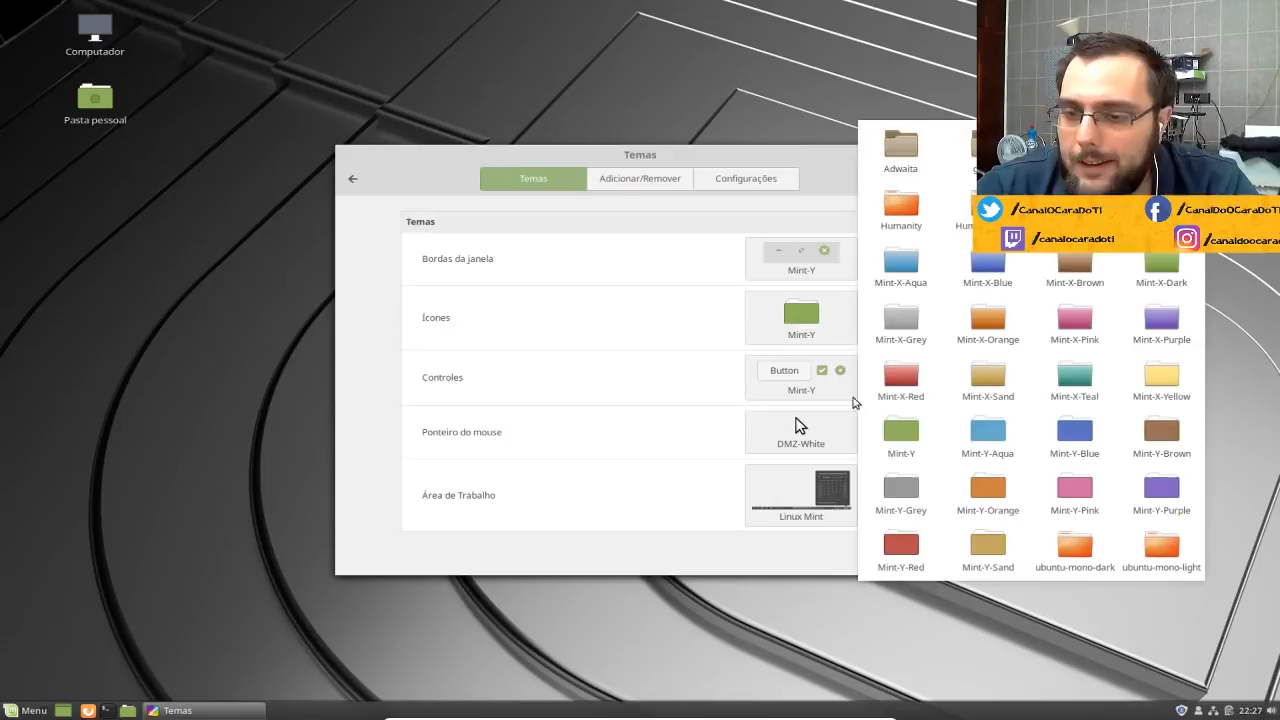 Computador
Pasta pessoal
Temas
Temas
Adicionar/Remover
Configurações
Temas
Bordas da janela
Mint-Y
Ícones
Mint-Y
Controles
Button
Mint-Y
Ponteiro do mouse
DMZ-White
Área de Trabalho
Linux Mint
Adwaita
Humanity
Mint-X-Aqua
Mint-X-Blue
Mint-X-Brown
Mint-X-Dark
Mint-X-Grey
Mint-X-Orange
Mint-X-Pink
Mint-X-Purple
Mint-X-Red
Mint-X-Sand
Mint-X-Teal
Mint-X-Yellow
Mint-Y
Mint-Y-Aqua
Mint-Y-Blue
Mint-Y-Brown
Mint-Y-Grey
Mint-Y-Orange
Mint-Y-Pink
Mint-Y-Purple
Mint-Y-Red
Mint-Y-Sand
ubuntu-mono-dark
ubuntu-mono-light
/CanalOCaraDoTI
/CanalDoOCaraDoTI
/canalocaradoti
/canaldoocarado
Menu
Temas
22:27